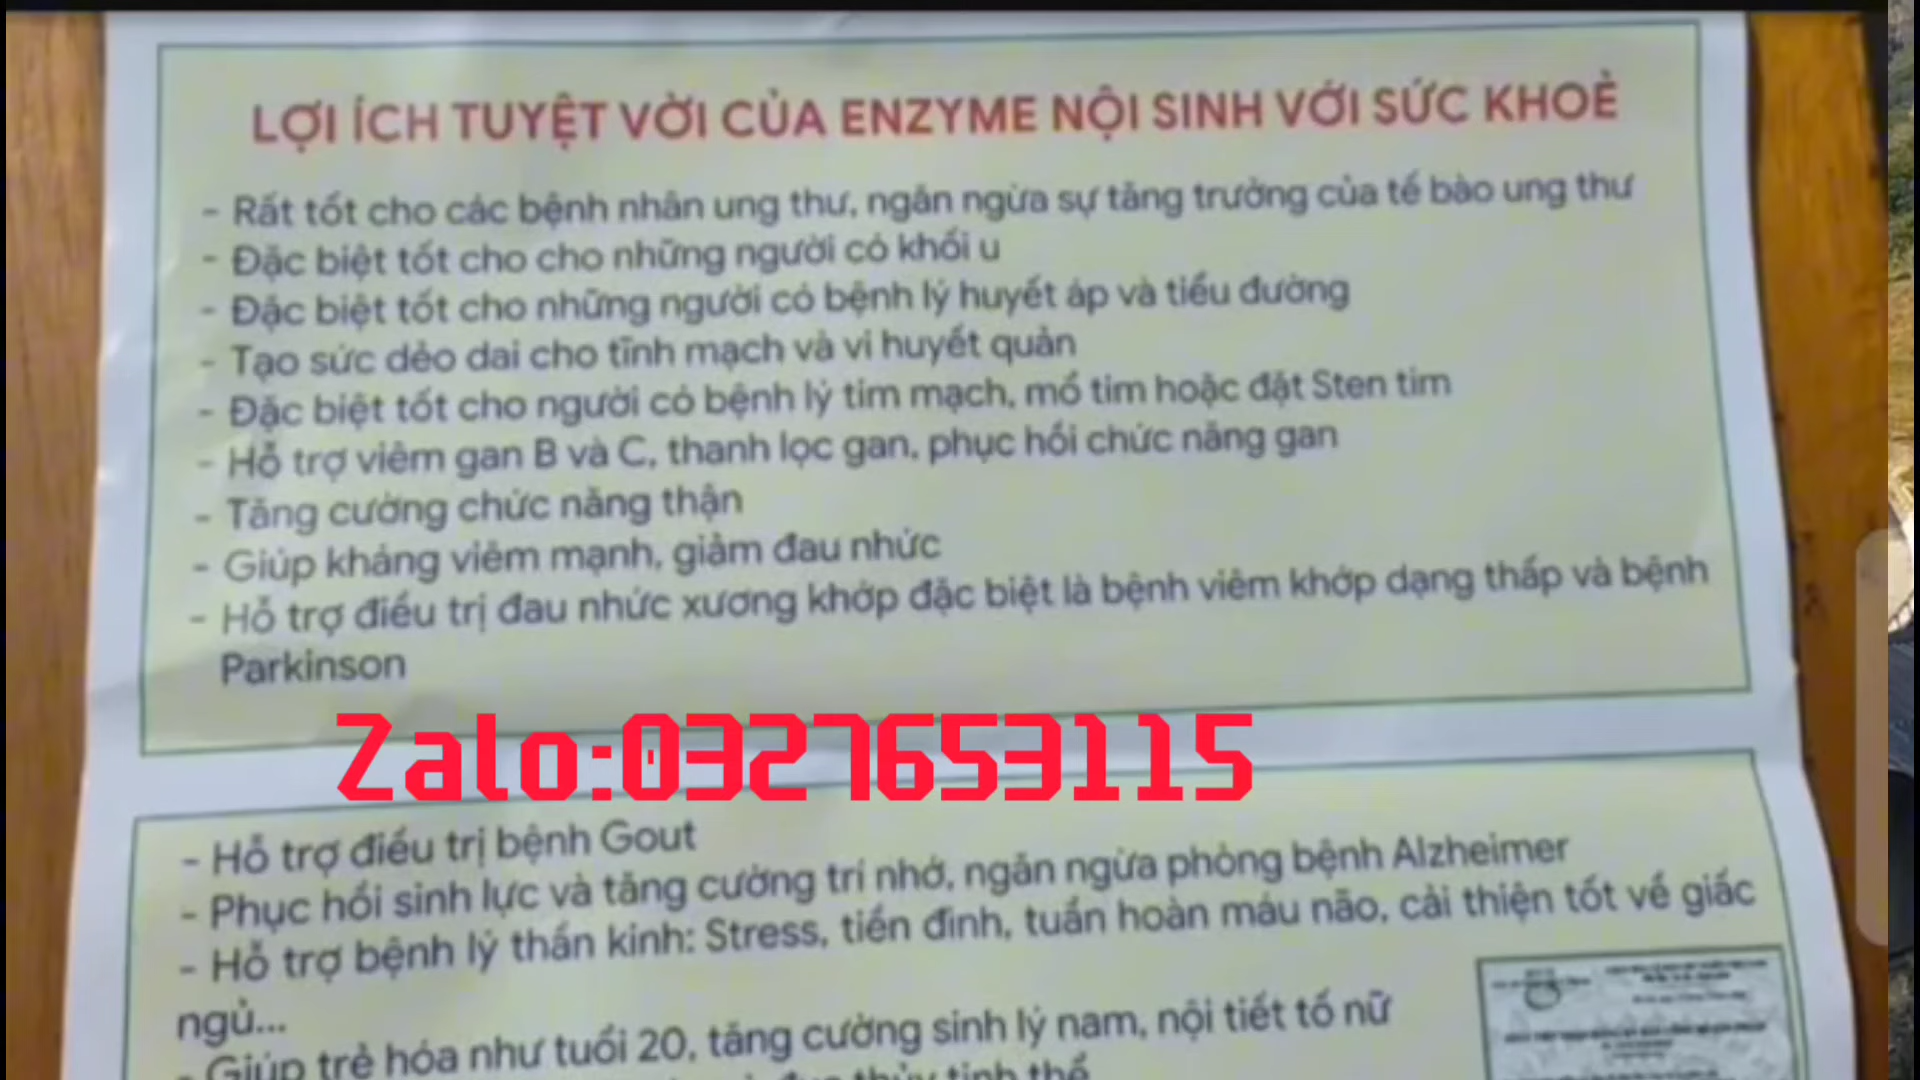 LỢI ÍCH TUYỆT VỜI CỦA ENZYME NỘI SINH VỚI SỨC KHOẺ
- Rất tốt cho các bệnh nhân ung thư, ngăn ngừa sự tăng trưởng của tế bào ung thư
- Đặc biệt tốt cho cho những người có khối u
- Đặc biệt tốt cho những người có bệnh lý huyết áp và tiểu đường
- Tạo sức dẻo dai cho tĩnh mạch và vi huyết quản
- Đặc biệt tốt cho người có bệnh lý tim mạch, mổ tim hoặc đặt Sten tim
- Hỗ trợ viêm gan B và C, thanh lọc gan, phục hồi chức năng gan
- Tăng cường chức năng thận
- Giúp kháng viêm mạnh, giảm đau nhức
- Hỗ trợ điều trị đau nhức xương khớp đặc biệt là bệnh viêm khớp dạng thấp và bệnh
Parkinson
Zalo:0327653115
- Hỗ trợ điều trị bệnh Gout
- Phục hồi sinh lực và tăng cường trí nhớ, ngăn ngừa phòng bệnh Alzheimer
- Hỗ trợ bệnh lý thần kinh: Stress, tiền đình, tuần hoàn máu não, cải thiện tốt về giấc
ngủ...
- Giúp trẻ hóa như tuổi 20, tăng cường sinh lý nam, nội tiết tố nữ
thủy tinh thể